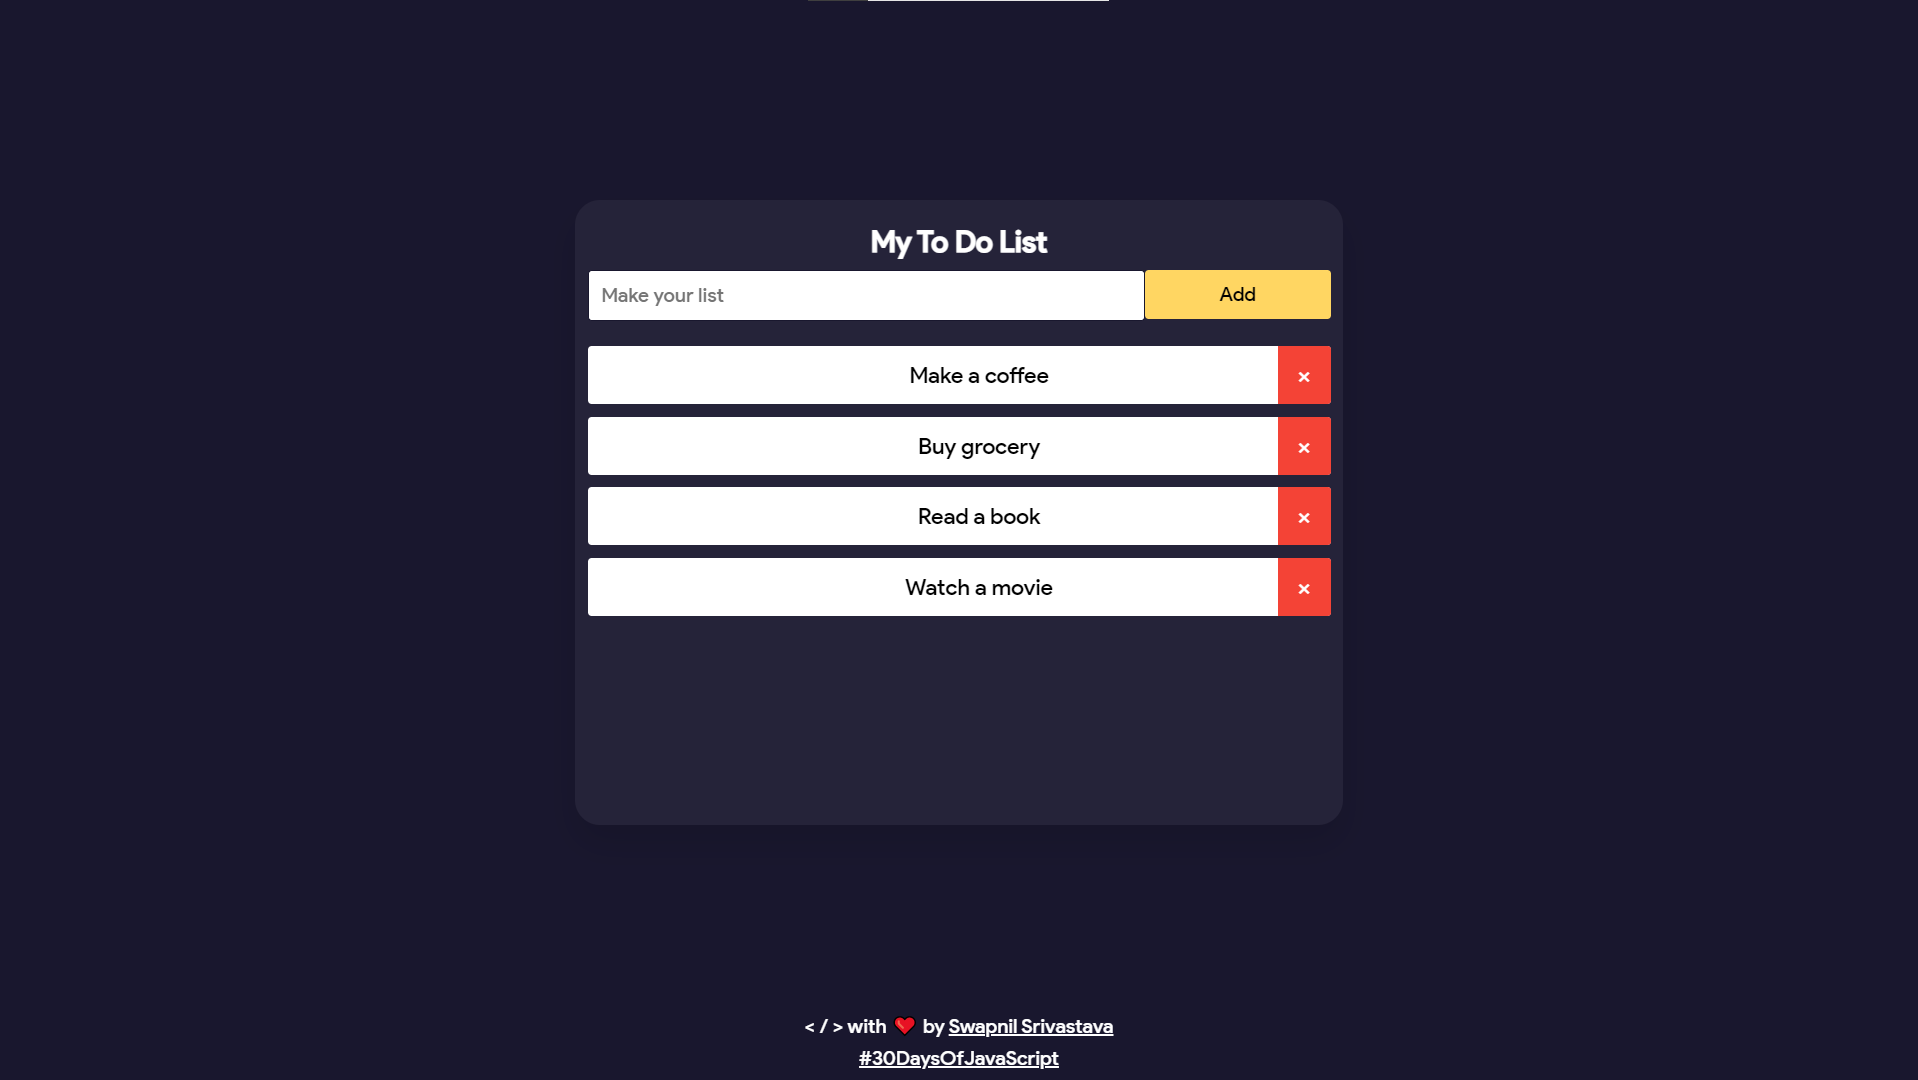 My To Do List
Make your list
Add
Make a coffee
×
Buy grocery
×
Read a book
×
Watch a movie
×
< / > with ❤️ by Swapnil Srivastava
#30DaysOfJavaScript